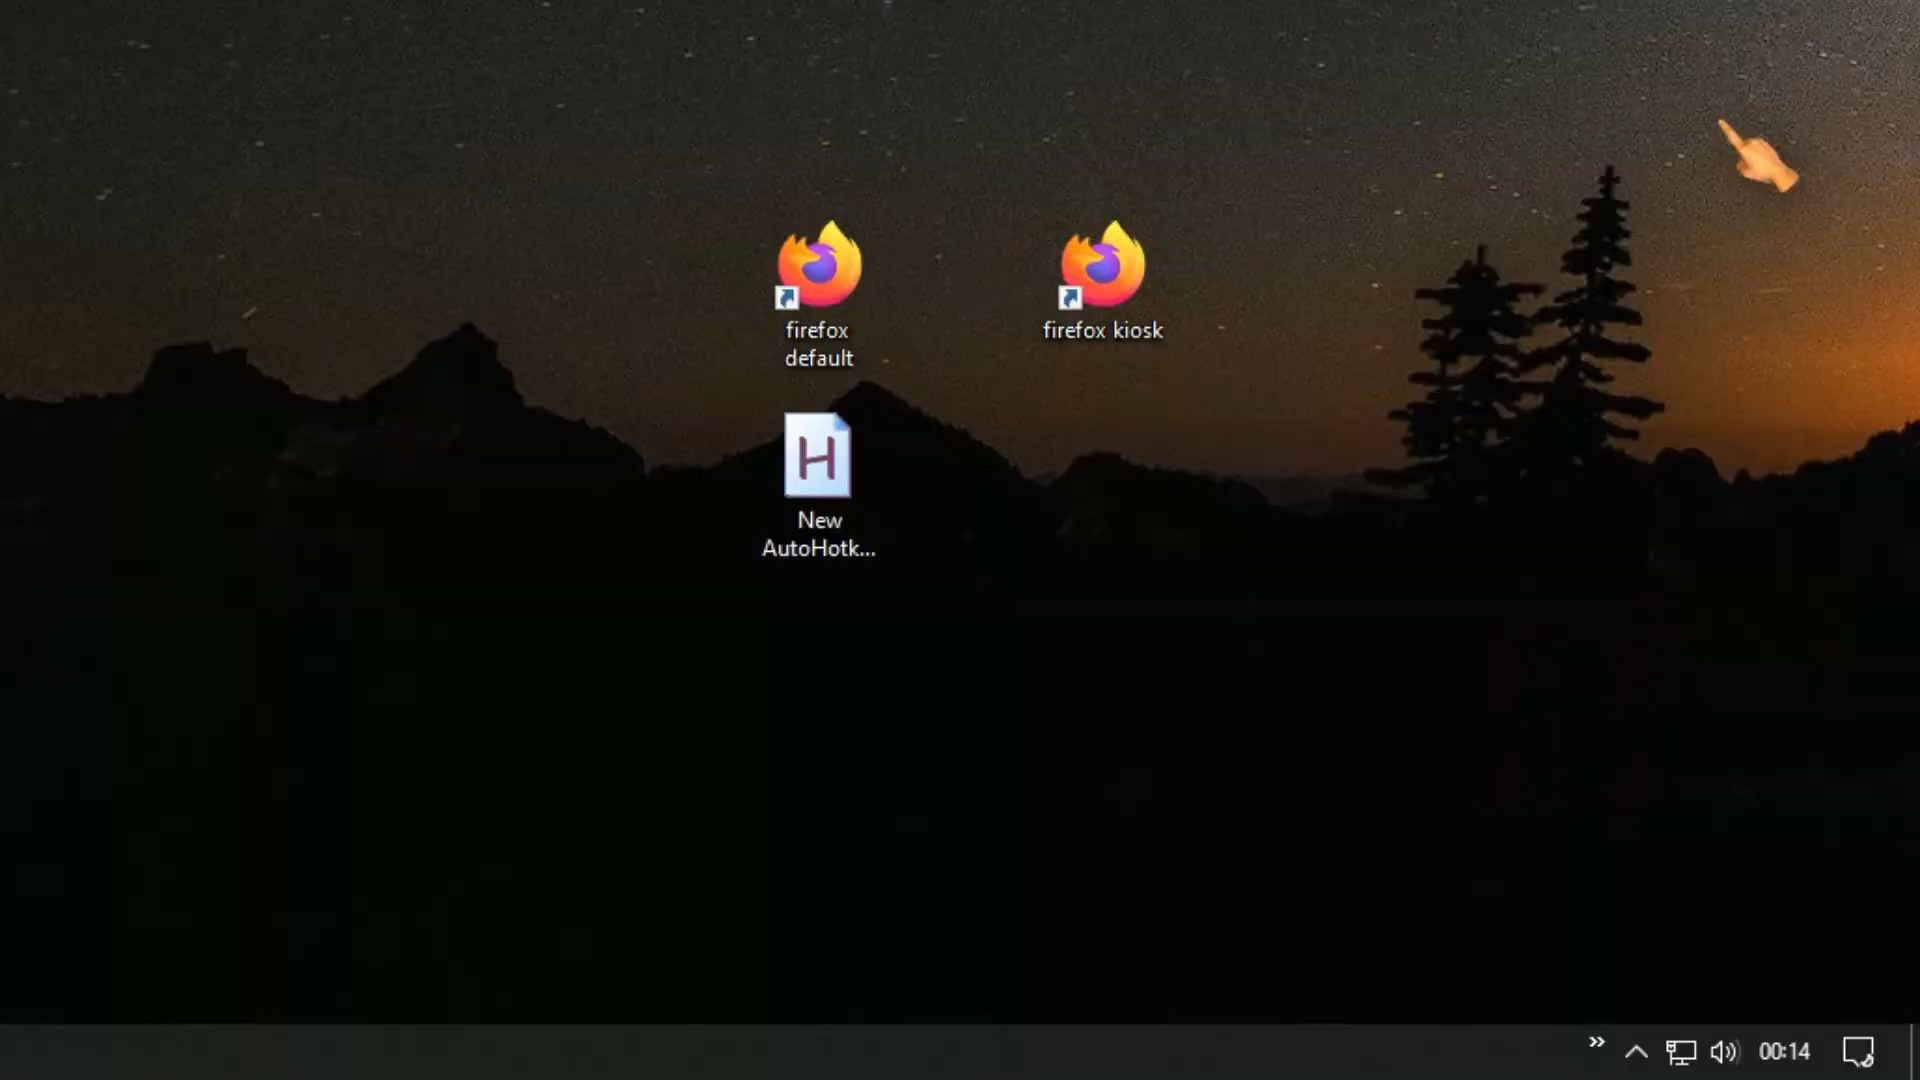 firefox
default
firefox kiosk
H
New
AutoHotk...
00:14